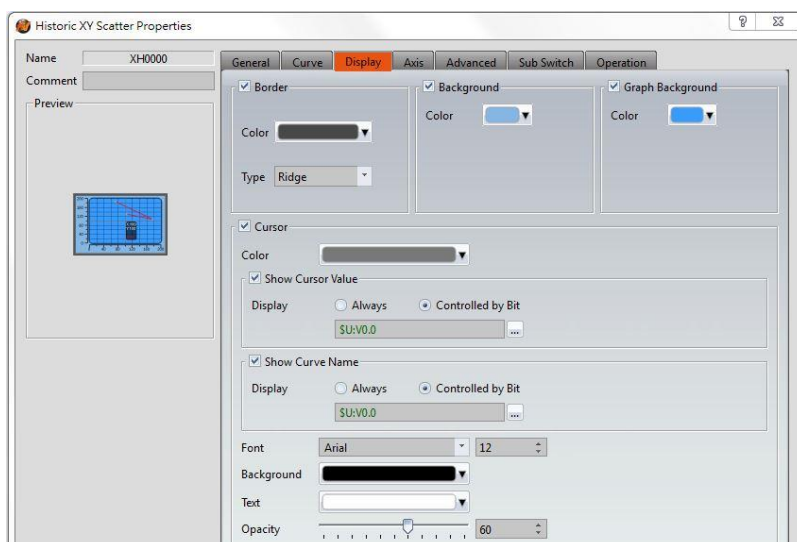 Historic XY Scatter Properties
Name XH0000
Comment
Preview
General Curve Display Axis Advanced Sub Switch Operation
Border
Color
Type Ridge
Background
Color
Graph Background
Color
Cursor
Color
Show Cursor Value
Display Always Controlled by Bit
$U:V0.0 ...
Show Curve Name
Display Always Controlled by Bit
$U:V0.0 ...
Font Arial 12
Background
Text
Opacity 60